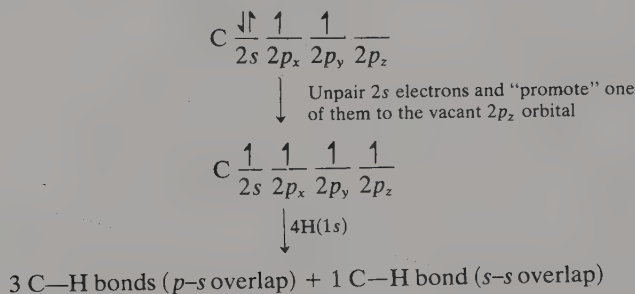 C ⇃↾ 1 1
2s 2pₓ 2pᵧ 2p_z
Unpair 2s electrons and “promote” one
of them to the vacant 2p_z orbital
C 1 1 1 1
2s 2pₓ 2pᵧ 2p_z
4H(1s)
3 C—H bonds (p–s overlap) + 1 C—H bond (s–s overlap)